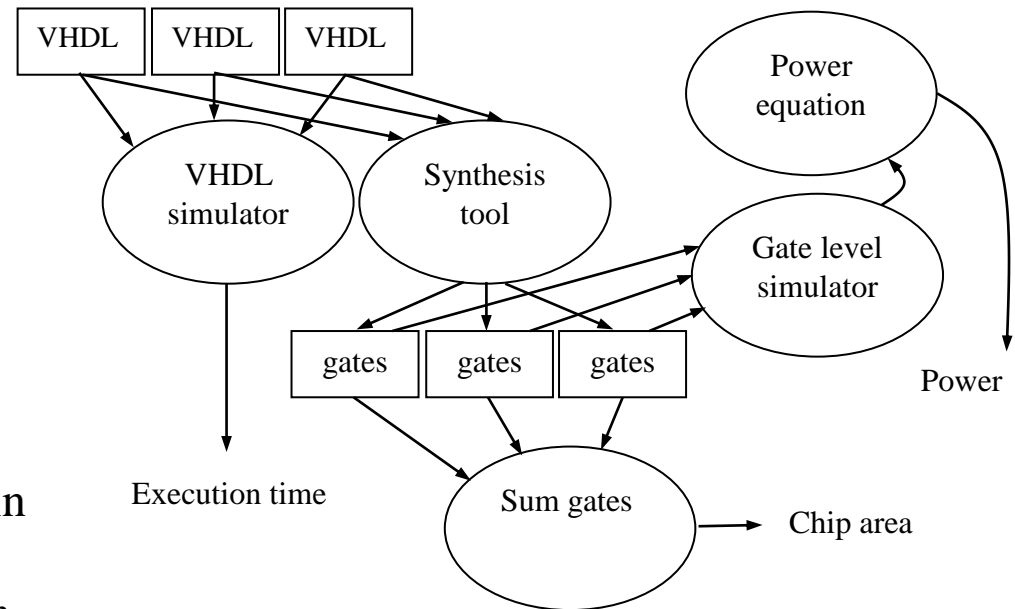 VHDL VHDL VHDL
Power
equation
VHDL
simulator
Synthesis
tool
Gate level
simulator
gates gates gates
Power
Execution time
Sum gates
Chip area
in